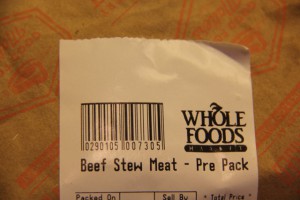 WHOLE
FOODS
MARKET
0290105 007305
Beef Stew Meat - Pre Pack
Packed On Sell By * Total Price *